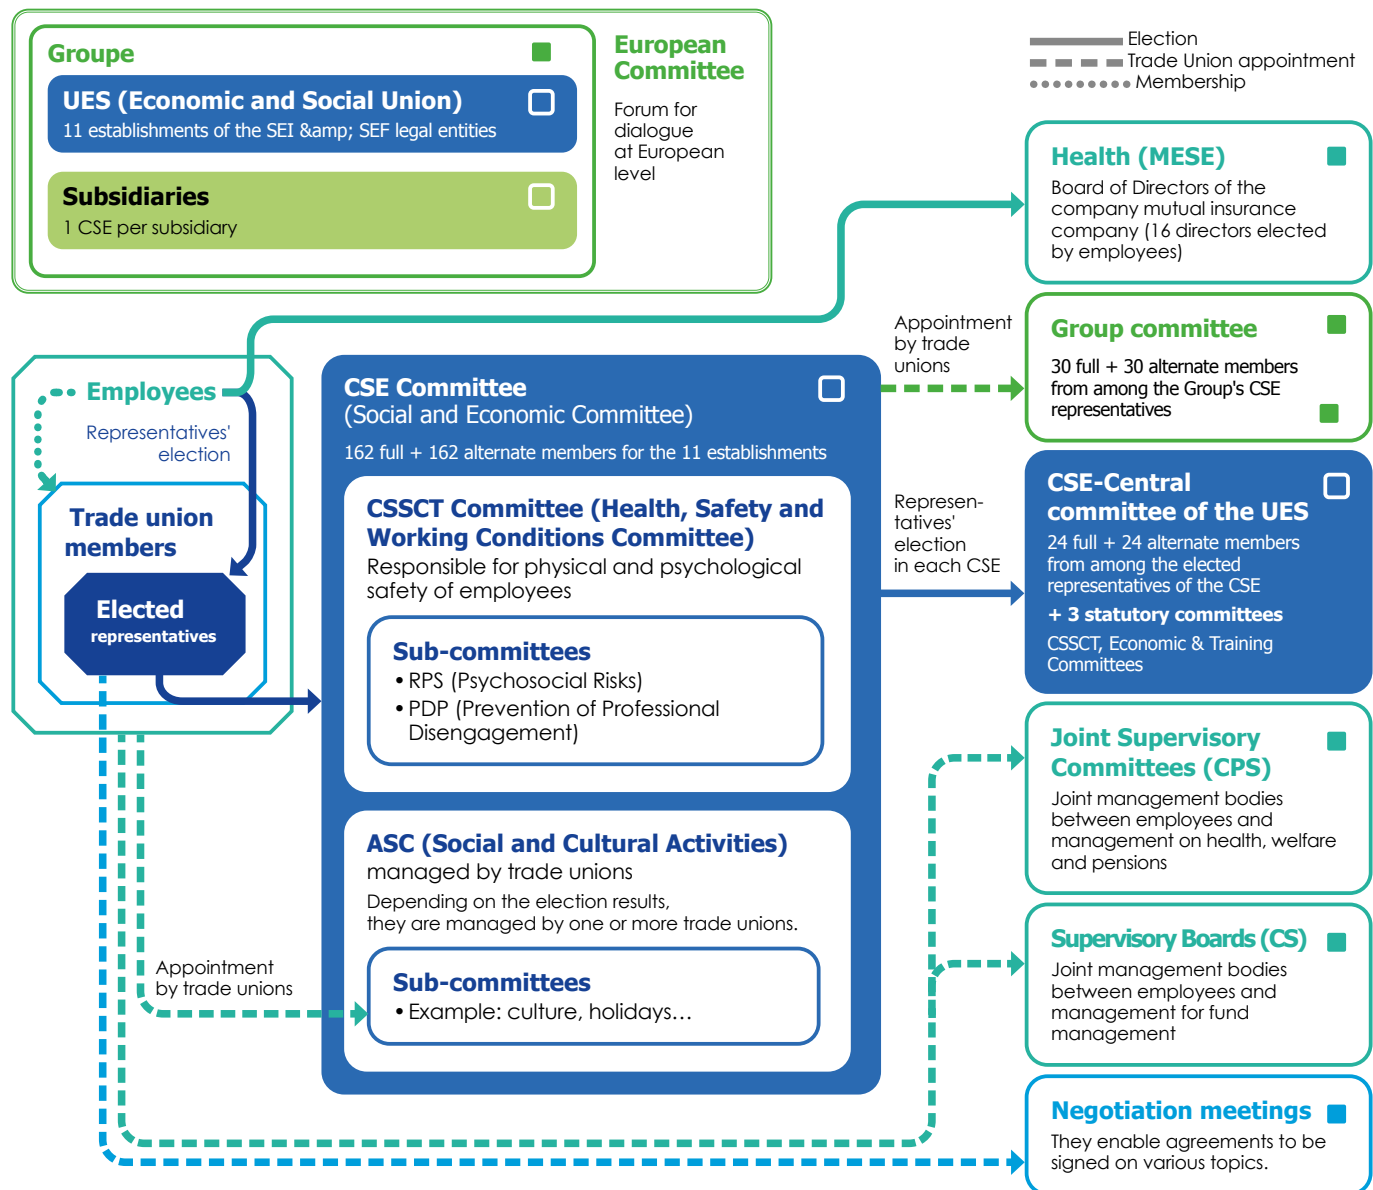 Groupe
UES (Economic and Social Union)
11 establishments of the SEI &amp; SEF legal entities
Subsidiaries
1 CSE per subsidiary
European
Committee
Forum for
dialogue
at European
level
Election
Trade Union appointment
Membership
Health (MESE)
Board of Directors of the
company mutual insurance
company (16 directors elected
by employees)
Appointment
by trade
unions
Group committee
30 full + 30 alternate members
from among the Group's CSE
representatives
Employees
Representatives'
election
Trade union
members
Elected
representatives
CSE Committee
(Social and Economic Committee)
162 full + 162 alternate members for the 11 establishments
CSSCT Committee (Health, Safety and
Working Conditions Committee)
Responsible for physical and psychological
safety of employees
Sub-committees
• RPS (Psychosocial Risks)
• PDP (Prevention of Professional
Disengagement)
ASC (Social and Cultural Activities)
managed by trade unions
Depending on the election results,
they are managed by one or more trade unions.
Sub-committees
• Example: culture, holidays…
Appointment
by trade unions
Represen-
tatives'
election
in each CSE
CSE-Central
committee of the UES
24 full + 24 alternate members
from among the elected
representatives of the CSE
+ 3 statutory committees
CSSCT, Economic & Training
Committees
Joint Supervisory
Committees (CPS)
Joint management bodies
between employees and
management on health, welfare
and pensions
Supervisory Boards (CS)
Joint management bodies
between employees and
management for fund
management
Negotiation meetings
They enable agreements to be
signed on various topics.